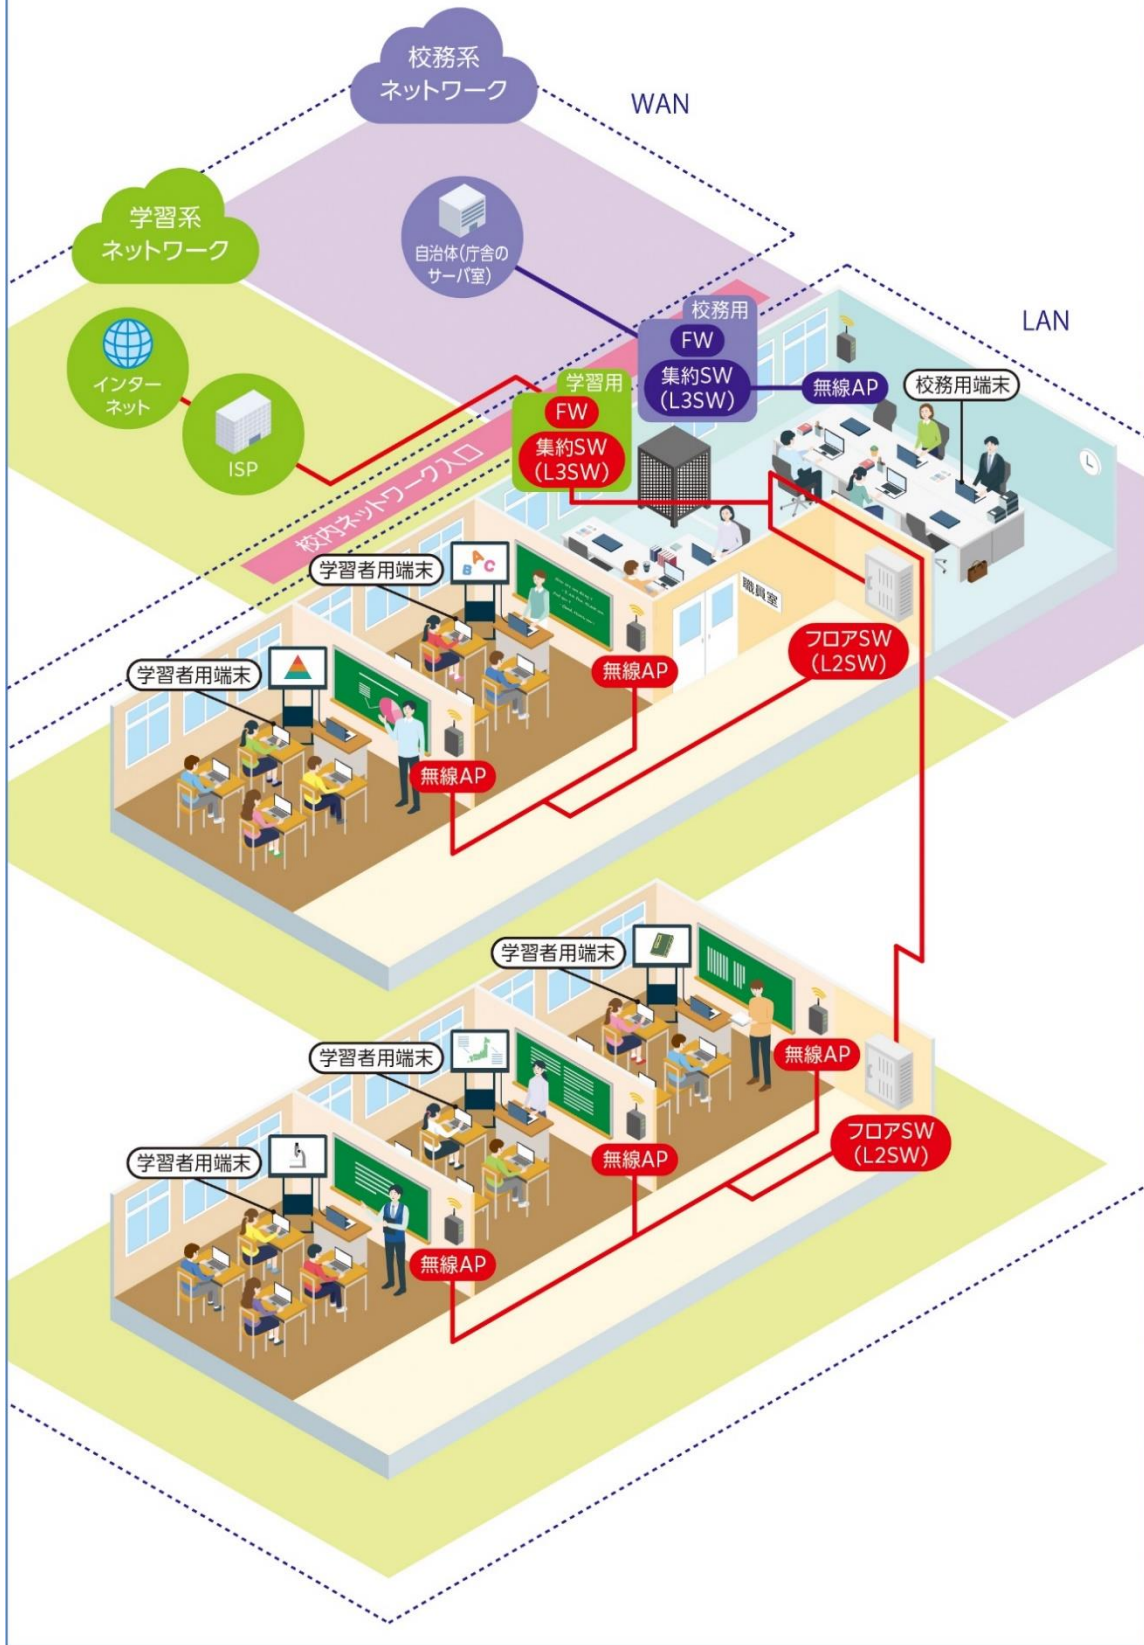 校務系
ネットワーク
WAN
学習系
ネットワーク
自治体(庁舎の
サーバ室)
LAN
校務用
FW
集約SW
(L3SW)
無線AP
校務用端末
インター
ネット
ISP
学習用
FW
集約SW
(L3SW)
校内ネットワーク入口
学習者用端末
A
B
C
職員室
フロアSW
(L2SW)
無線AP
学習者用端末
無線AP
学習者用端末
無線AP
学習者用端末
フロアSW
(L2SW)
無線AP
学習者用端末
無線AP